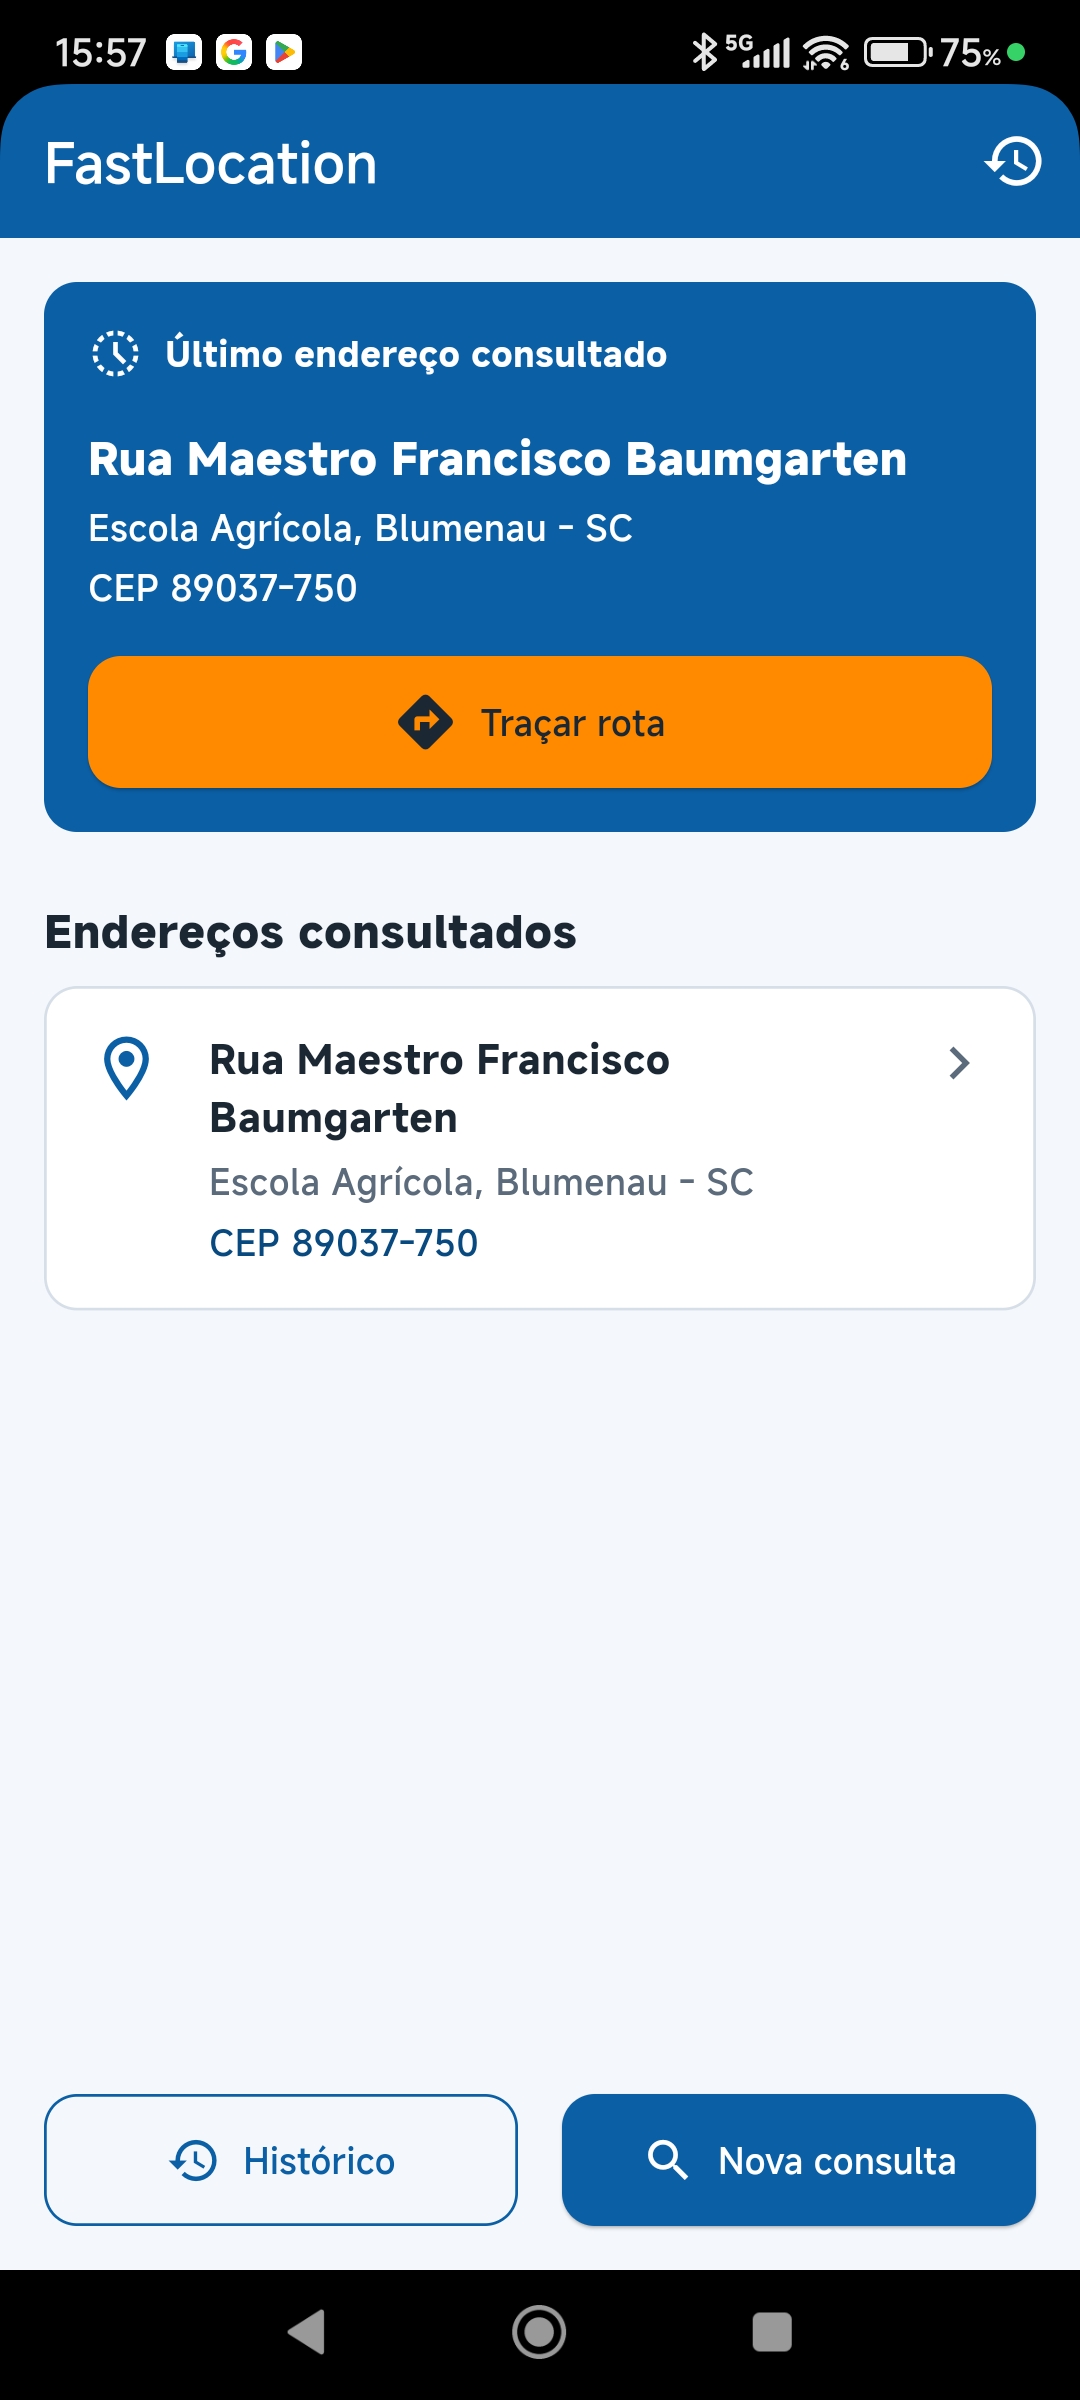 15:57
5G
6
75%
FastLocation
Último endereço consultado
Rua Maestro Francisco Baumgarten
Escola Agrícola, Blumenau - SC
CEP 89037-750
Traçar rota
Endereços consultados
Rua Maestro Francisco
Baumgarten
Escola Agrícola, Blumenau - SC
CEP 89037-750
Histórico
Nova consulta